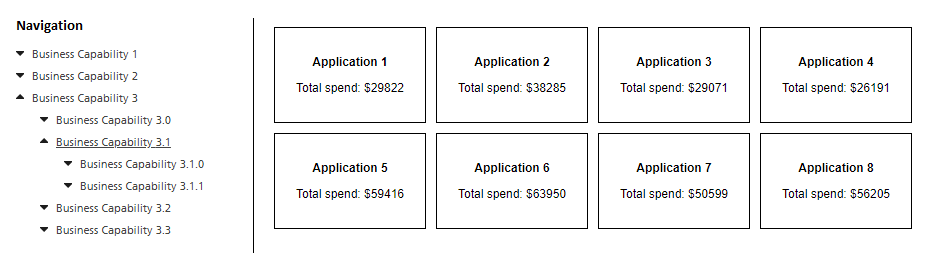 Navigation
Business Capability 1
Business Capability 2
Business Capability 3
Business Capability 3.0
Business Capability 3.1
Business Capability 3.1.0
Business Capability 3.1.1
Business Capability 3.2
Business Capability 3.3
Application 1
Total spend: $29822
Application 2
Total spend: $38285
Application 3
Total spend: $29071
Application 4
Total spend: $26191
Application 5
Total spend: $59416
Application 6
Total spend: $63950
Application 7
Total spend: $50599
Application 8
Total spend: $56205